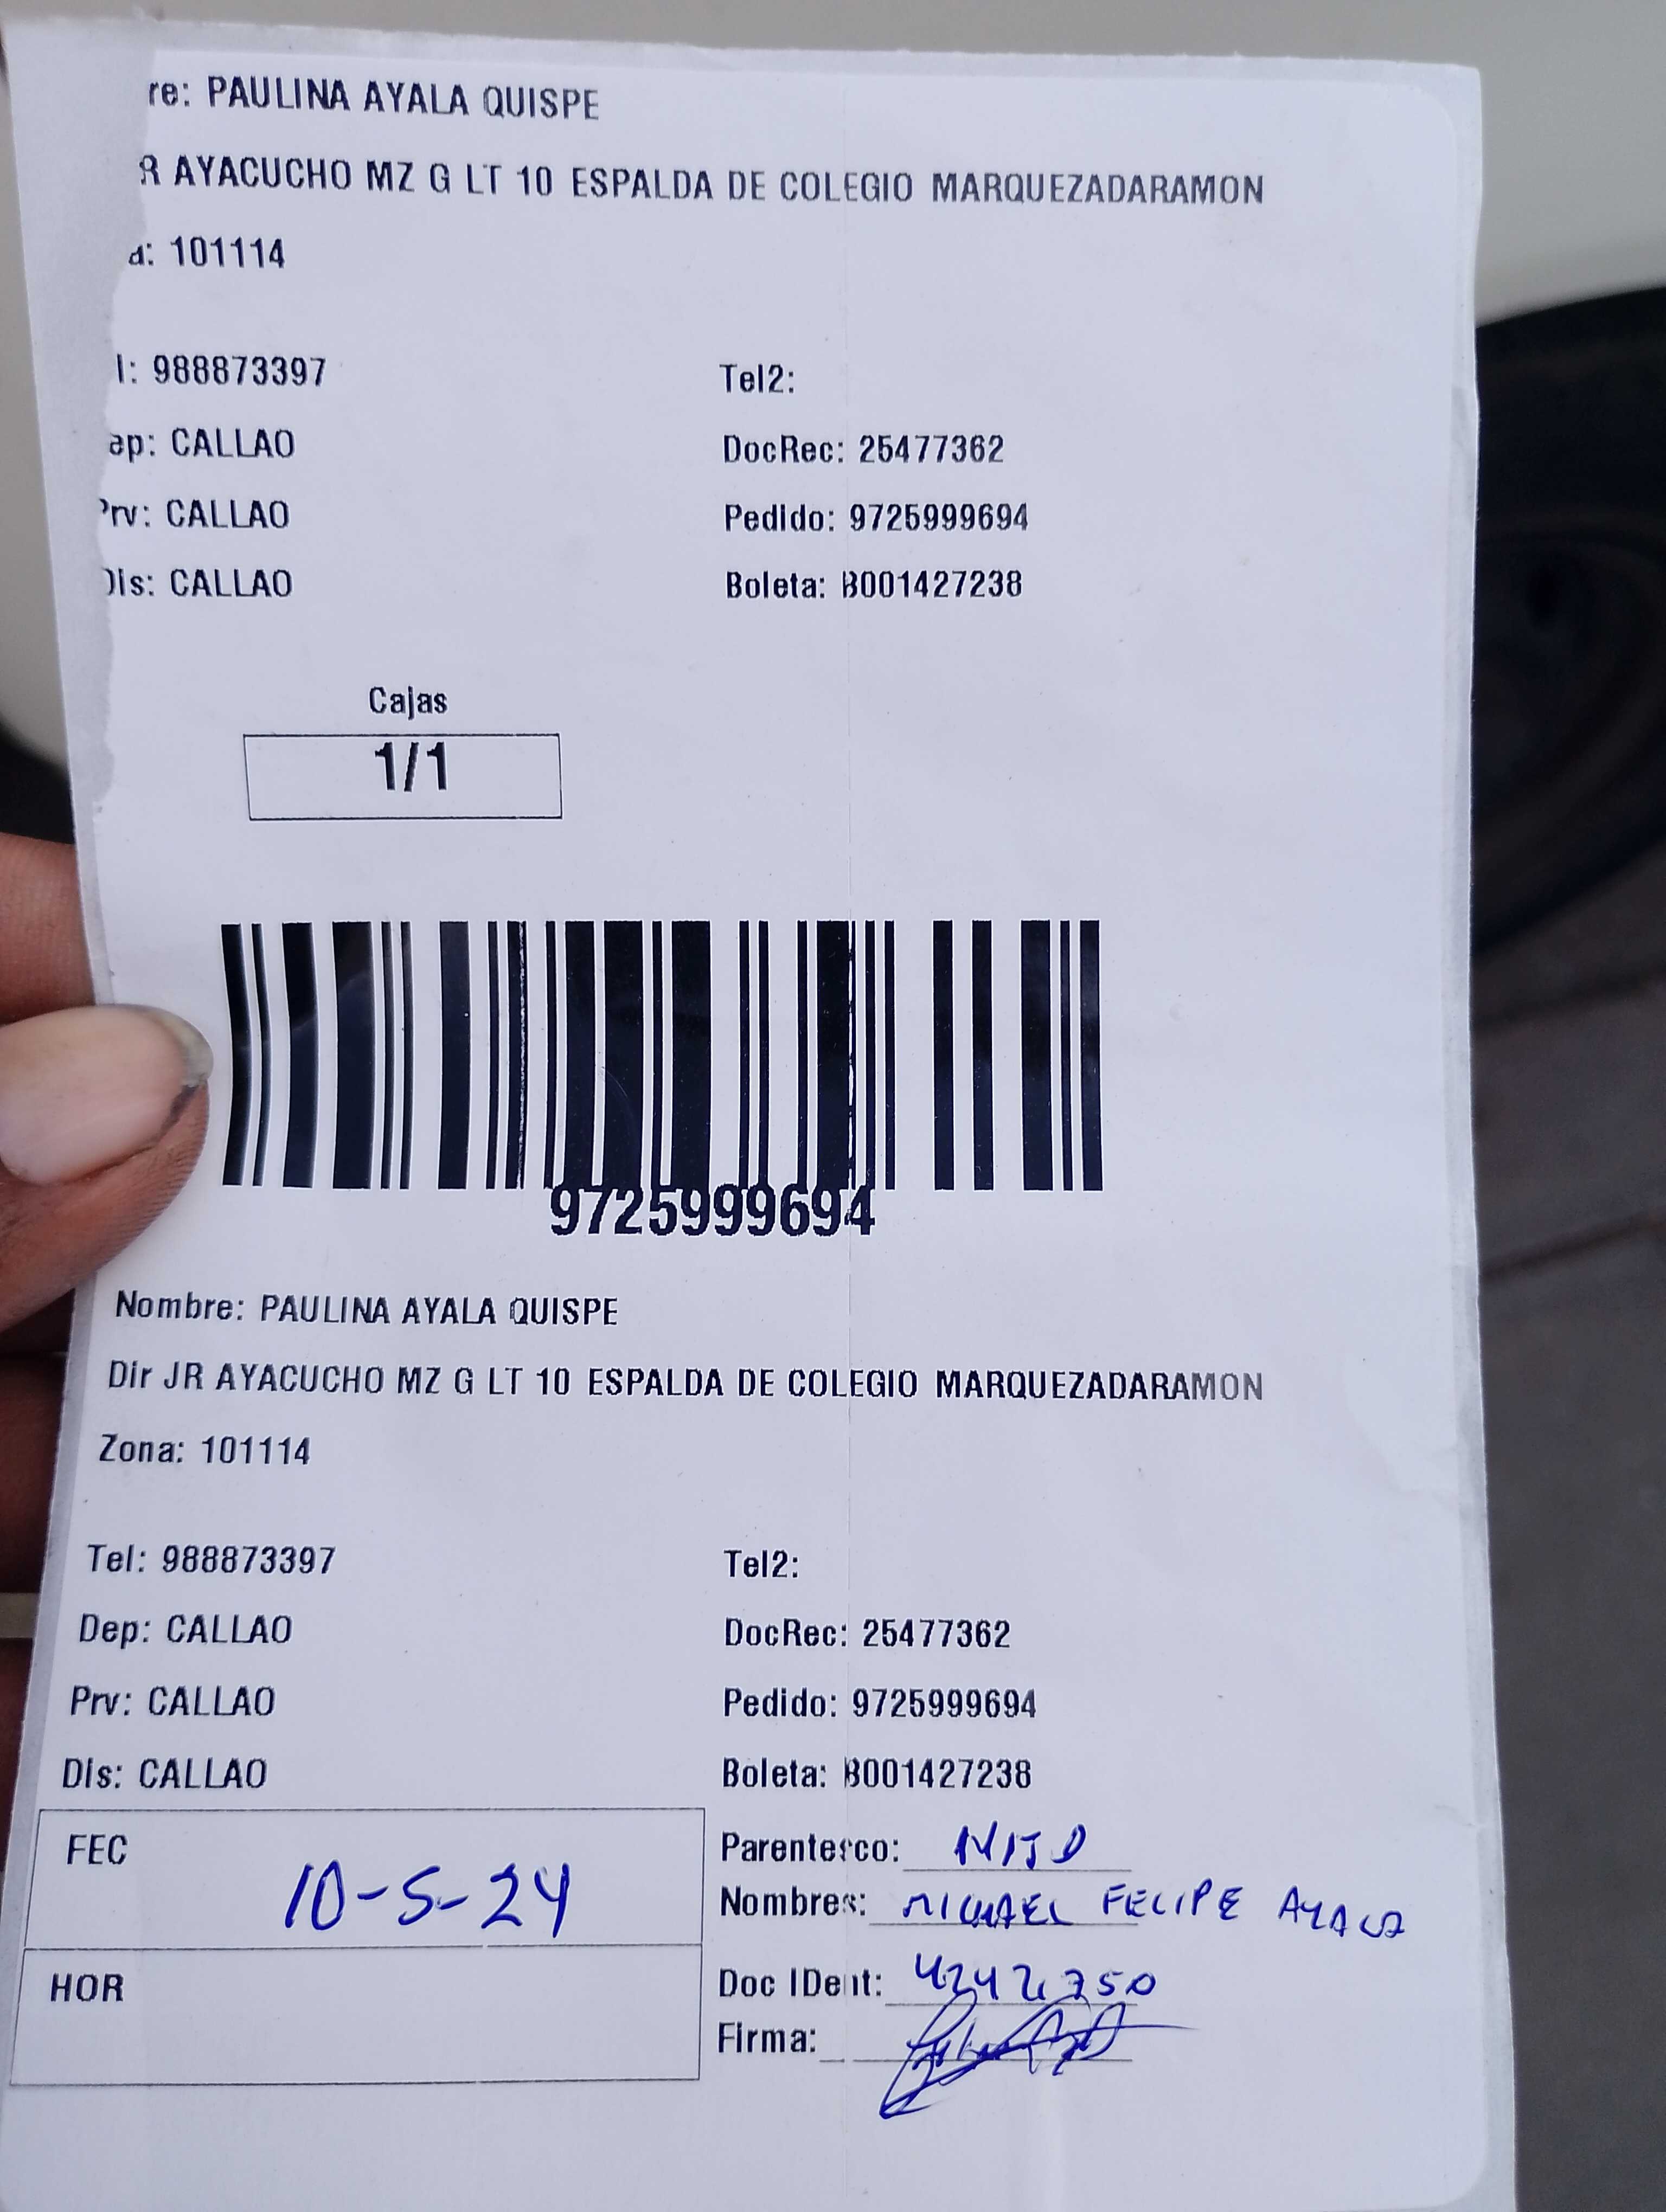 re: PAULINA AYALA QUISPE
R AYACUCHO MZ G LT 10 ESPALDA DE COLEGIO MARQUEZADARAMON
a: 101114
l: 988873397 Tel2:
ep: CALLAO DocRec: 25477362
Prv: CALLAO Pedido: 9725999694
Dis: CALLAO Boleta: B001427238
Cajas
1/1
9725999694
Nombre: PAULINA AYALA QUISPE
Dir JR AYACUCHO MZ G LT 10 ESPALDA DE COLEGIO MARQUEZADARAMON
Zona: 101114
Tel: 988873397 Tel2:
Dep: CALLAO DocRec: 25477362
Prv: CALLAO Pedido: 9725999694
Dis: CALLAO Boleta: B001427238
FEC 10-5-24 Parentesco: HIJO
Nombres: MICHAEL FELIPE AYALA
HOR Doc IDent:
Firma: